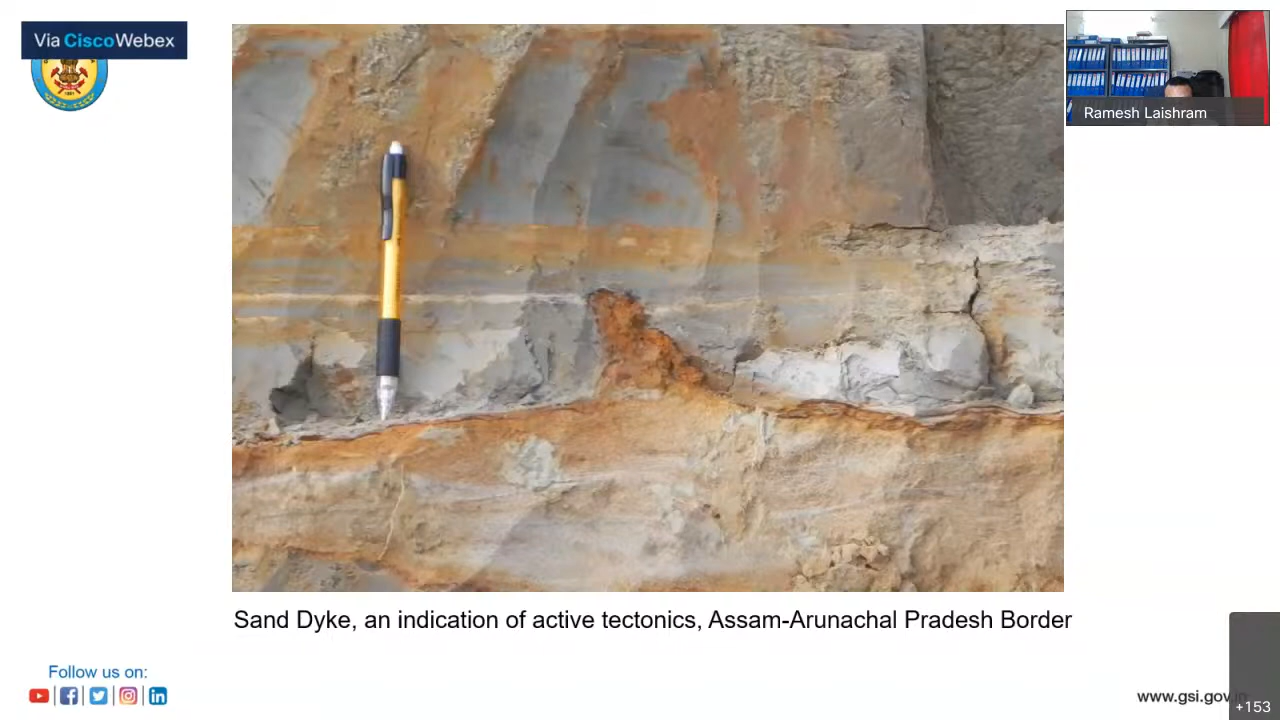 Via CiscoWebex
Ramesh Laishram
Sand Dyke, an indication of active tectonics, Assam-Arunachal Pradesh Border
Follow us on:
www.gsi.gov
+153